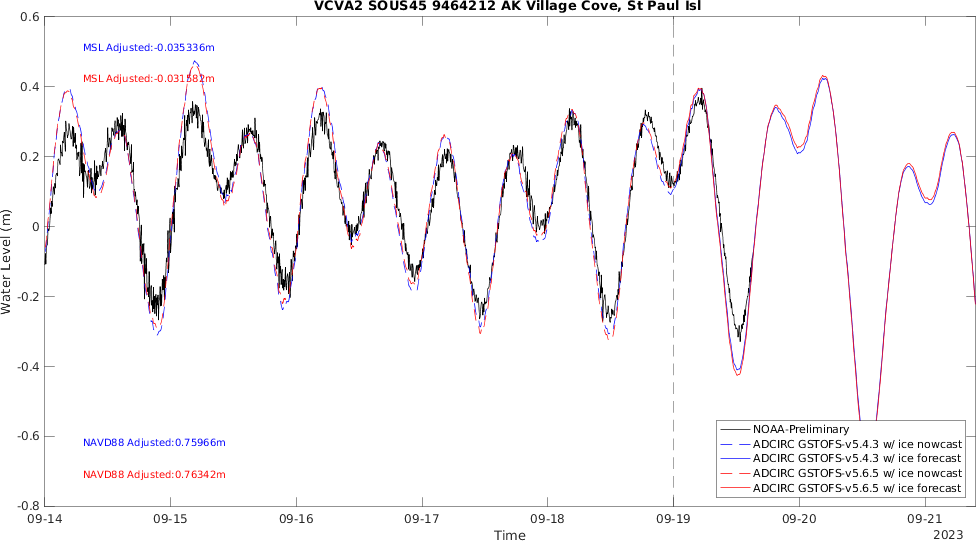 VCVA2 SOUS45 9464212 AK Village Cove, St Paul Isl
0.6
0.4
0.2
0
-0.2
-0.4
-0.6
-0.8
Water Level (m)
MSL Adjusted:-0.035336m
MSL Adjusted:-0.031582m
NAVD88 Adjusted:0.75966m
NAVD88 Adjusted:0.76342m
NOAA-Preliminary
ADCIRC GSTOFS-v5.4.3 w/ ice nowcast
ADCIRC GSTOFS-v5.4.3 w/ ice forecast
ADCIRC GSTOFS-v5.6.5 w/ ice nowcast
ADCIRC GSTOFS-v5.6.5 w/ ice forecast
09-14 09-15 09-16 09-17 09-18 09-19 09-20 09-21
Time
2023